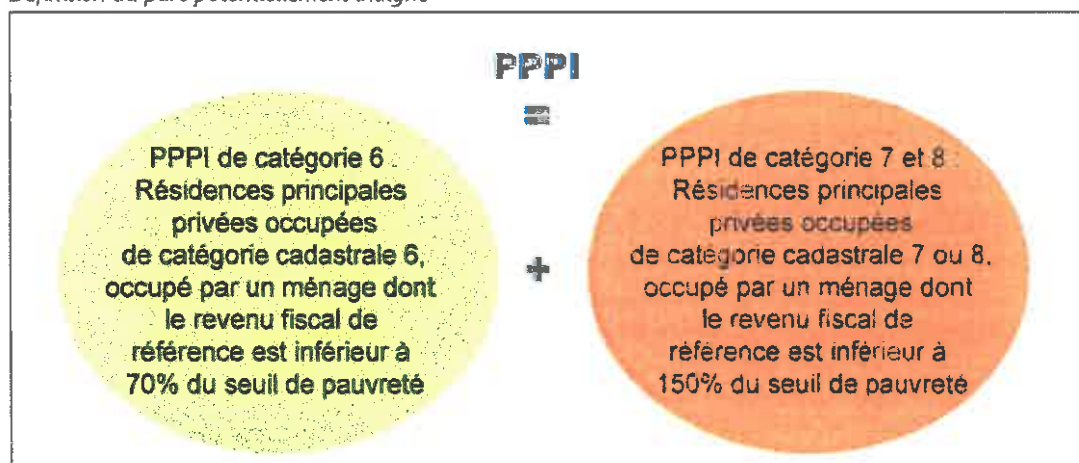 PPPI
=
PPPI de catégorie 6 :
Résidences principales
privées occupées
de catégorie cadastrale 6,
occupé par un ménage dont
le revenu fiscal de
référence est inférieur à
70% du seuil de pauvreté
+
PPPI de catégorie 7 et 8 :
Résidences principales
privées occupées
de catégorie cadastrale 7 ou 8,
occupé par un ménage dont
le revenu fiscal de
référence est inférieur à
150% du seuil de pauvreté